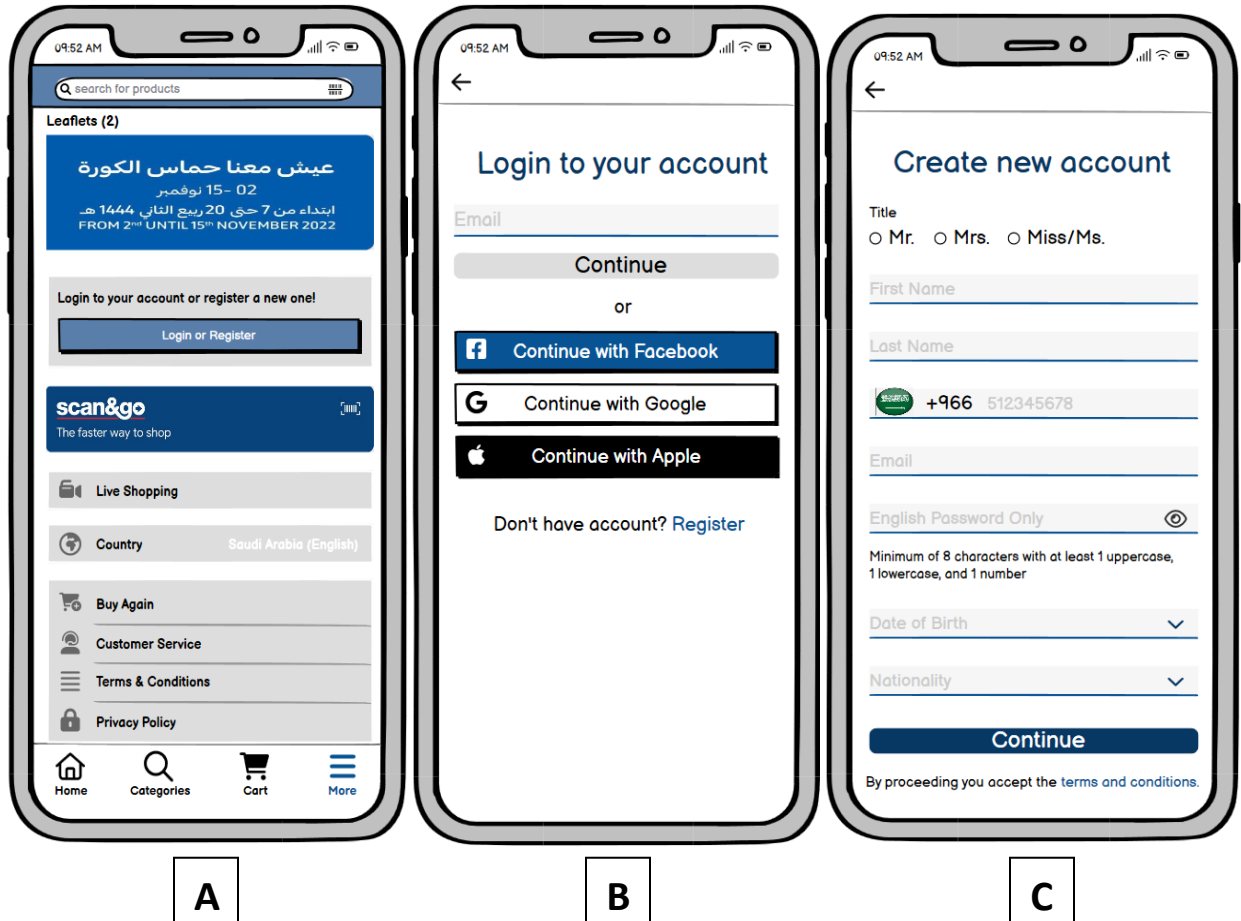 09:52 AM
search for products
Leaflets (2)
عيش معنا حماس الكورة
02 -15 نوفمبر
ابتداء من 7 حتى 20 ربيع الثاني 1444 هـ
FROM 2nd UNTIL 15th NOVEMBER 2022
Login to your account or register a new one!
Login or Register
scan&go
The faster way to shop
Live Shopping
Country Saudi Arabia (English)
Buy Again
Customer Service
Terms & Conditions
Privacy Policy
Home Categories Cart More
A
09:52 AM
Login to your account
Email
Continue
or
Continue with Facebook
Continue with Google
Continue with Apple
Don't have account? Register
B
09:52 AM
Create new account
Title
Mr. Mrs. Miss/Ms.
First Name
Last Name
+966 512345678
Email
English Password Only
Minimum of 8 characters with at least 1 uppercase,
1 lowercase, and 1 number
Date of Birth
Nationality
Continue
By proceeding you accept the terms and conditions.
C